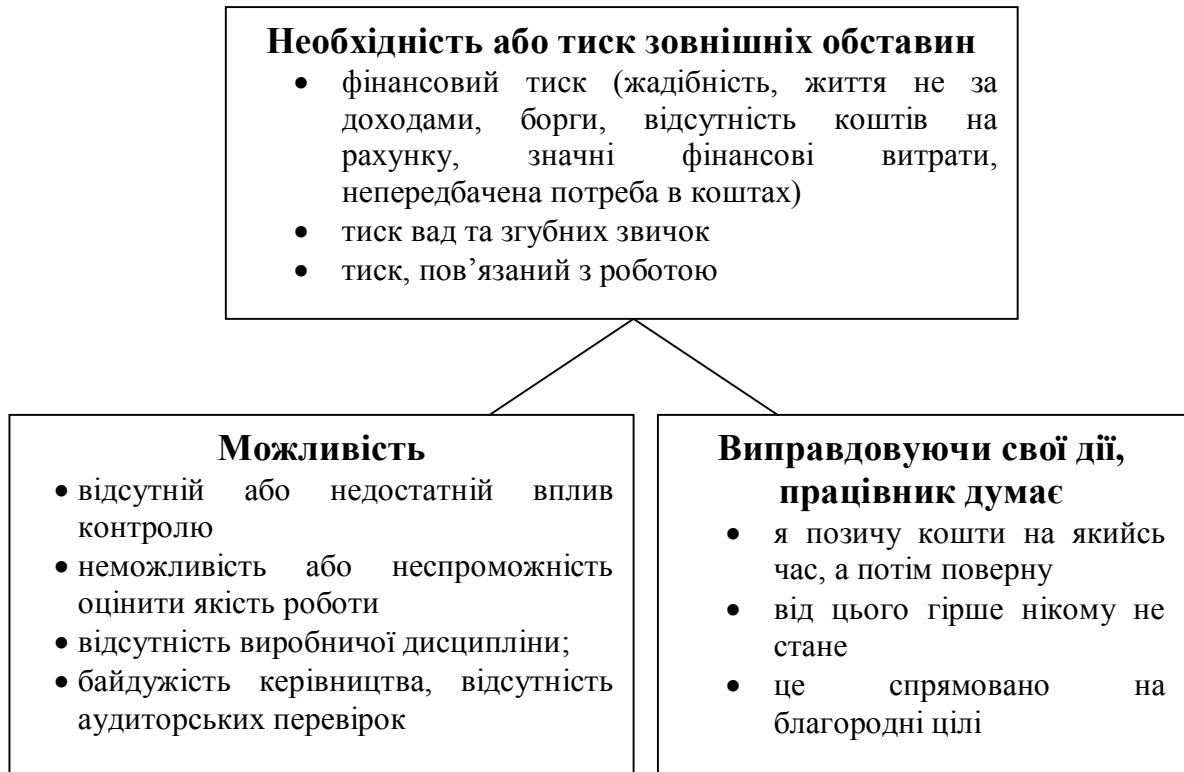 Необхідність або тиск зовнішніх обставин
• фінансовий тиск (жадібність, життя не за
доходами, борги, відсутність коштів на
рахунку, значні фінансові витрати,
непередбачена потреба в коштах)
• тиск вад та згубних звичок
• тиск, пов’язаний з роботою
Можливість
• відсутній або недостатній вплив
контролю
• неможливість або неспроможність
оцінити якість роботи
• відсутність виробничої дисципліни;
• байдужість керівництва, відсутність
аудиторських перевірок
Виправдовуючи свої дії,
працівник думає
• я позичу кошти на якийсь
час, а потім поверну
• від цього гірше нікому не
стане
• це спрямовано на
благородні цілі